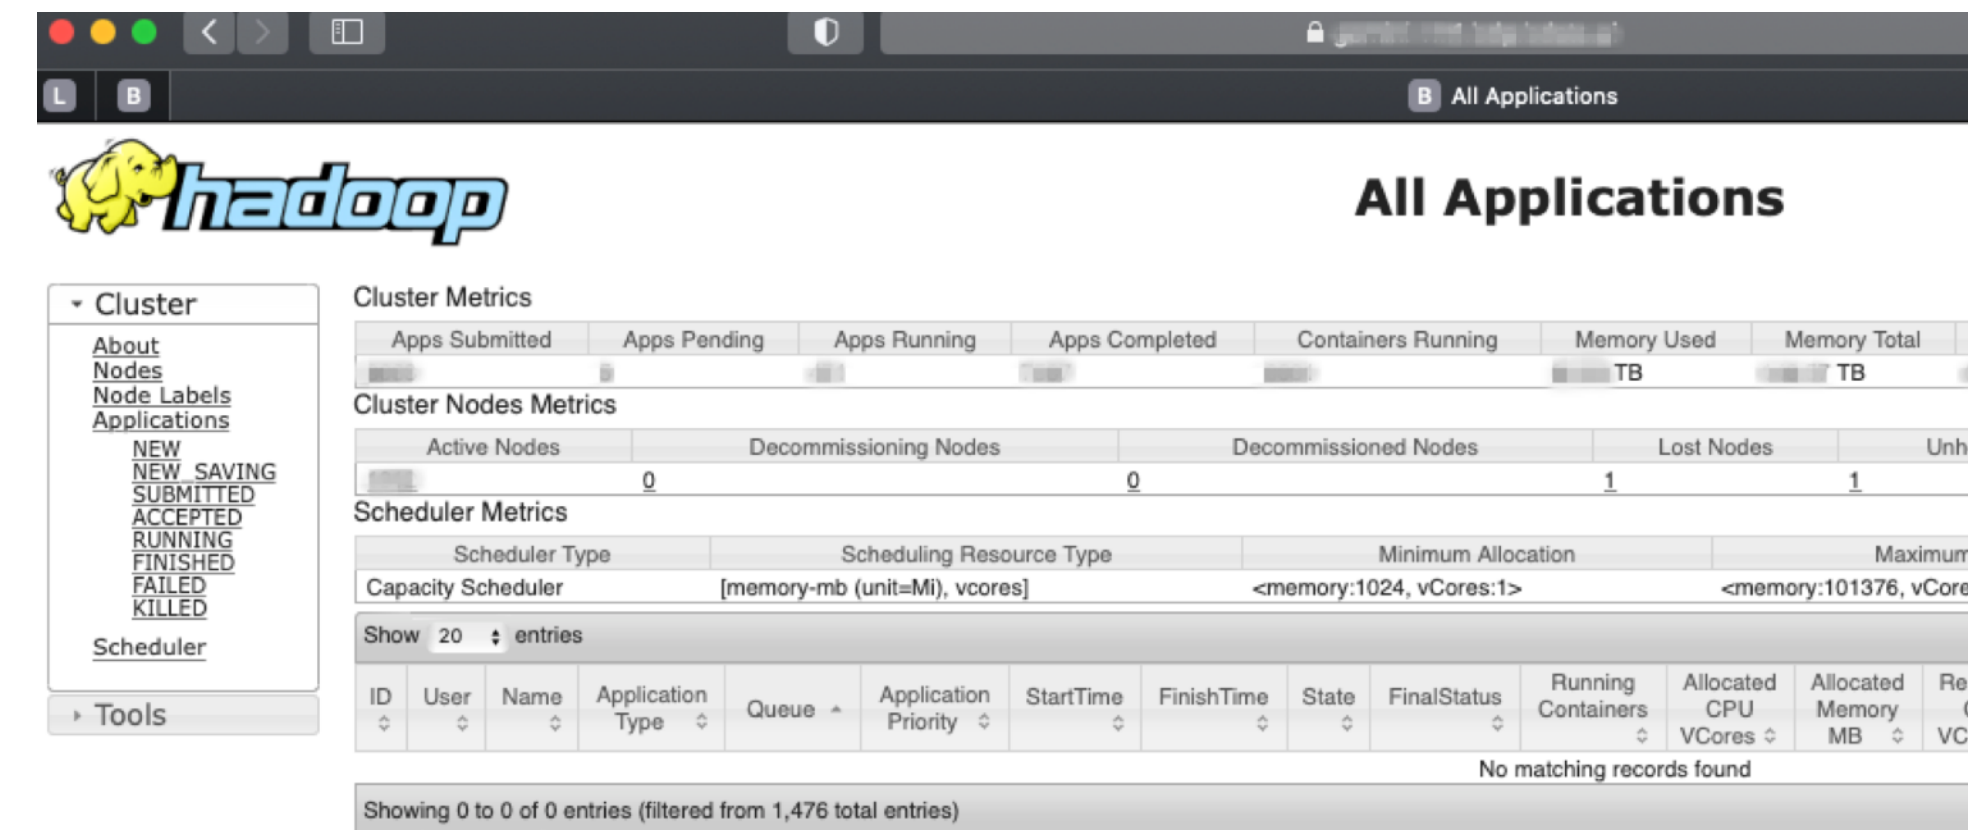 L B B All Applications
hadoop
All Applications
Cluster
About
Nodes
Node Labels
Applications
NEW
NEW_SAVING
SUBMITTED
ACCEPTED
RUNNING
FINISHED
FAILED
KILLED
Scheduler
Tools
Cluster Metrics
Apps Submitted Apps Pending Apps Running Apps Completed Containers Running Memory Used Memory Total
TB TB
Cluster Nodes Metrics
Active Nodes Decommissioning Nodes Decommissioned Nodes Lost Nodes Unh
0 0 1 1
Scheduler Metrics
Scheduler Type Scheduling Resource Type Minimum Allocation Maximum
Capacity Scheduler [memory-mb (unit=Mi), vcores] <memory:1024, vCores:1> <memory:101376, vCore
Show 20 entries
ID User Name Application Type Queue Application Priority StartTime FinishTime State FinalStatus Running Containers Allocated CPU VCores Allocated Memory MB Re VC
No matching records found
Showing 0 to 0 of 0 entries (filtered from 1,476 total entries)